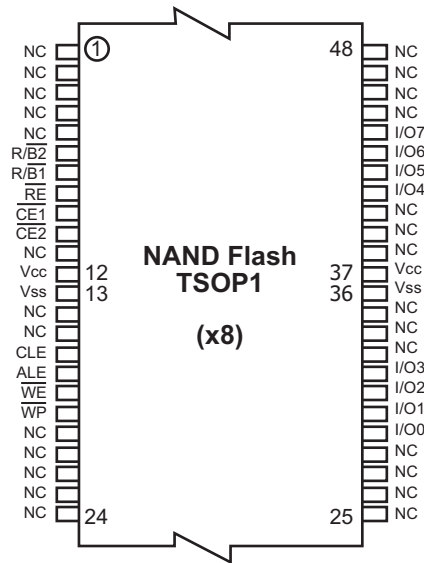 NC 1 48 NC
NC NC
NC NC
NC NC
NC I/O7
R/B2 I/O6
R/B1 I/O5
RE I/O4
CE1 NC
CE2 NC
NC NC
Vcc 12 37 Vcc
Vss 13 36 Vss
NAND Flash
TSOP1
(x8)
NC NC
NC NC
CLE NC
ALE I/O3
WE I/O2
WP I/O1
NC I/O0
NC NC
NC NC
NC NC
NC 24 25 NC